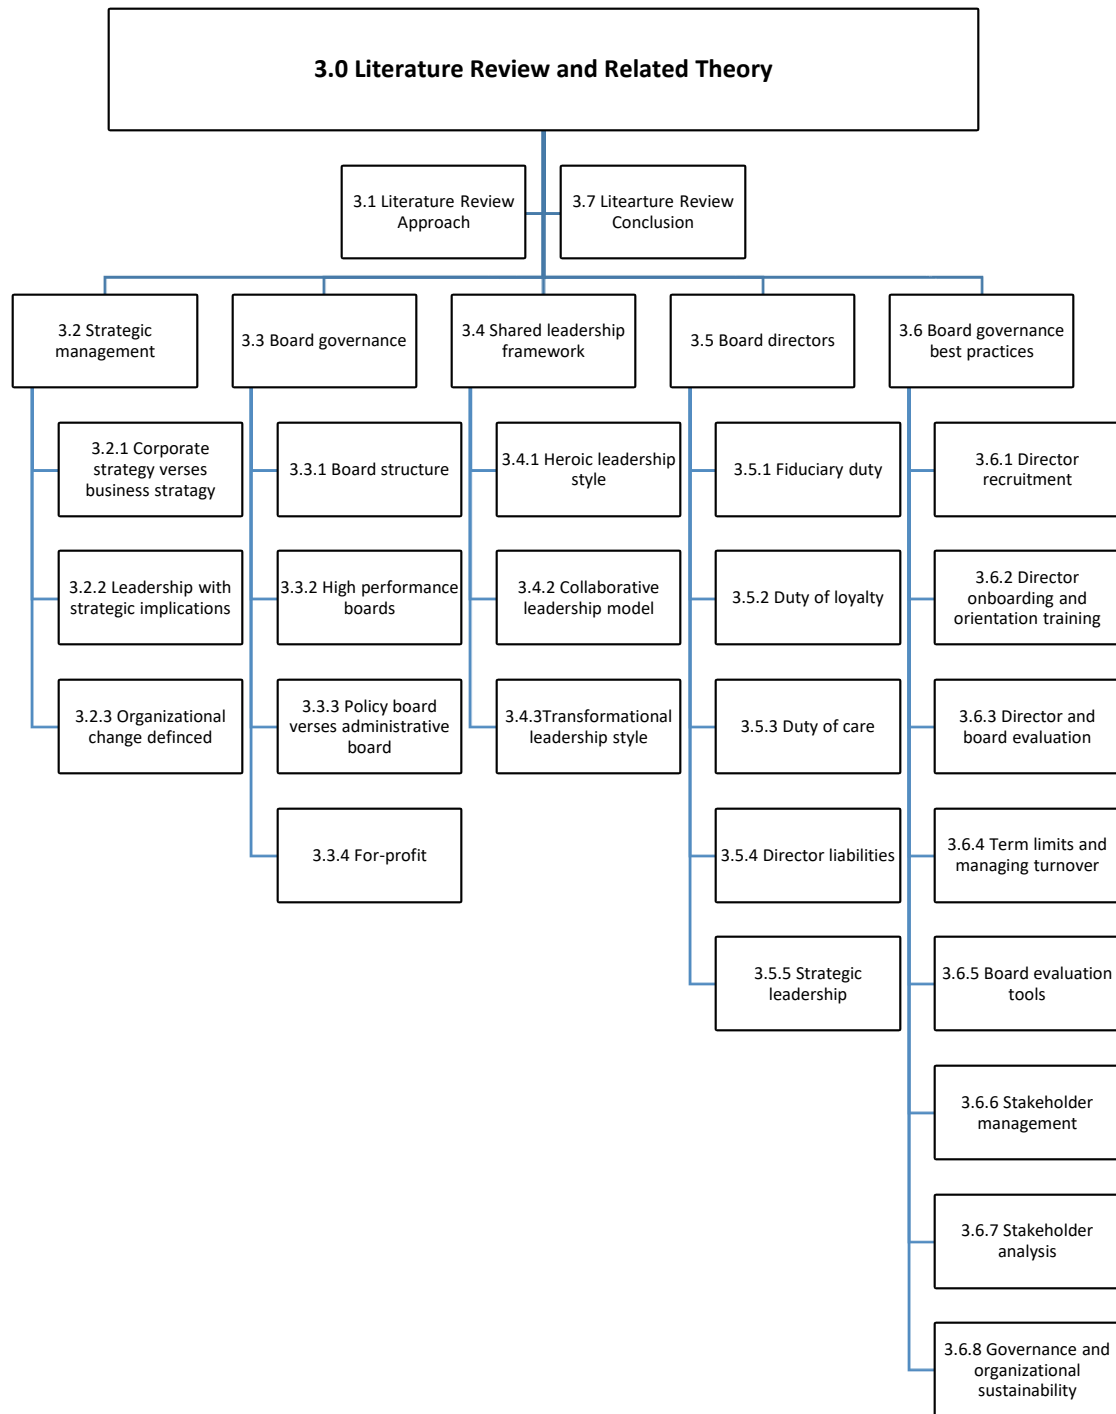 3.0 Literature Review and Related Theory
3.1 Literature Review
Approach
3.7 Litearture Review
Conclusion
3.2 Strategic
management
3.3 Board governance
3.4 Shared leadership
framework
3.5 Board directors
3.6 Board governance
best practices
3.2.1 Corporate
strategy verses
business stratagy
3.2.2 Leadership with
strategic implications
3.2.3 Organizational
change definced
3.3.1 Board structure
3.3.2 High performance
boards
3.3.3 Policy board
verses administrative
board
3.3.4 For-profit
3.4.1 Heroic leadership
style
3.4.2 Collaborative
leadership model
3.4.3Transformational
leadership style
3.5.1 Fiduciary duty
3.5.2 Duty of loyalty
3.5.3 Duty of care
3.5.4 Director liabilities
3.5.5 Strategic
leadership
3.6.1 Director
recruitment
3.6.2 Director
onboarding and
orientation training
3.6.3 Director and
board evaluation
3.6.4 Term limits and
managing turnover
3.6.5 Board evaluation
tools
3.6.6 Stakeholder
management
3.6.7 Stakeholder
analysis
3.6.8 Governance and
organizational
sustainability